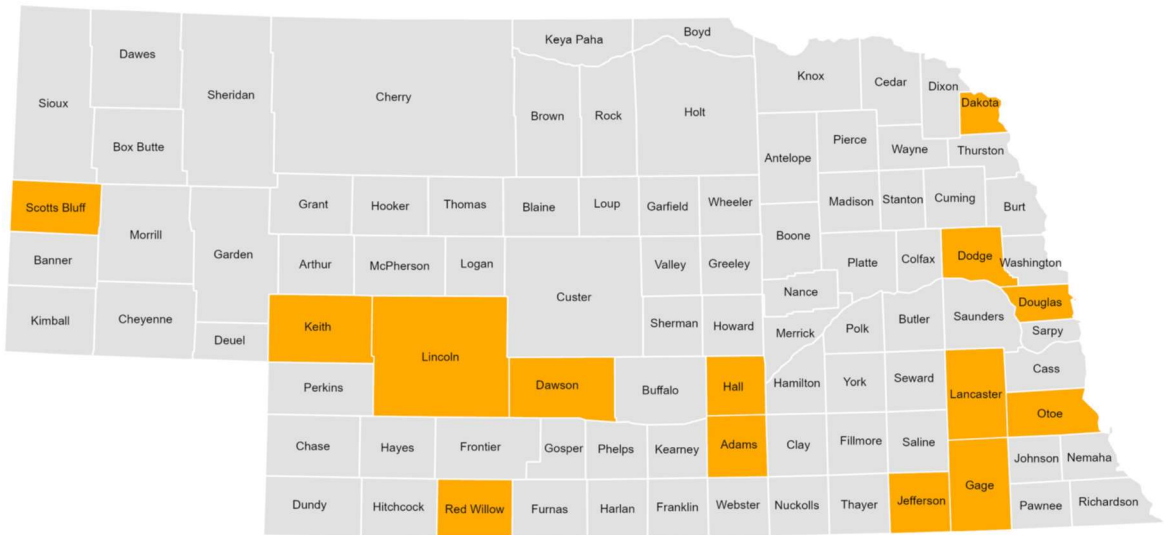 Boyd
Keya Paha
Dawes
Knox
Cedar
Dixon
Sheridan
Cherry
Sioux
Dakota
Brown
Rock
Holt
Box Butte
Pierce
Wayne
Thurston
Antelope
Scotts Bluff
Grant
Hooker
Thomas
Blaine
Loup
Garfield
Wheeler
Madison
Stanton
Cuming
Burt
Morrill
Boone
Garden
Banner
Arthur
McPherson
Logan
Valley
Greeley
Platte
Colfax
Dodge
Washington
Custer
Nance
Douglas
Kimball
Cheyenne
Keith
Sherman
Howard
Merrick
Polk
Butler
Saunders
Sarpy
Deuel
Lincoln
Cass
Perkins
Dawson
Buffalo
Hall
Hamilton
York
Seward
Lancaster
Otoe
Chase
Hayes
Frontier
Gosper
Phelps
Kearney
Adams
Clay
Fillmore
Saline
Johnson
Nemaha
Gage
Dundy
Hitchcock
Red Willow
Furnas
Harlan
Franklin
Webster
Nuckolls
Thayer
Jefferson
Pawnee
Richardson